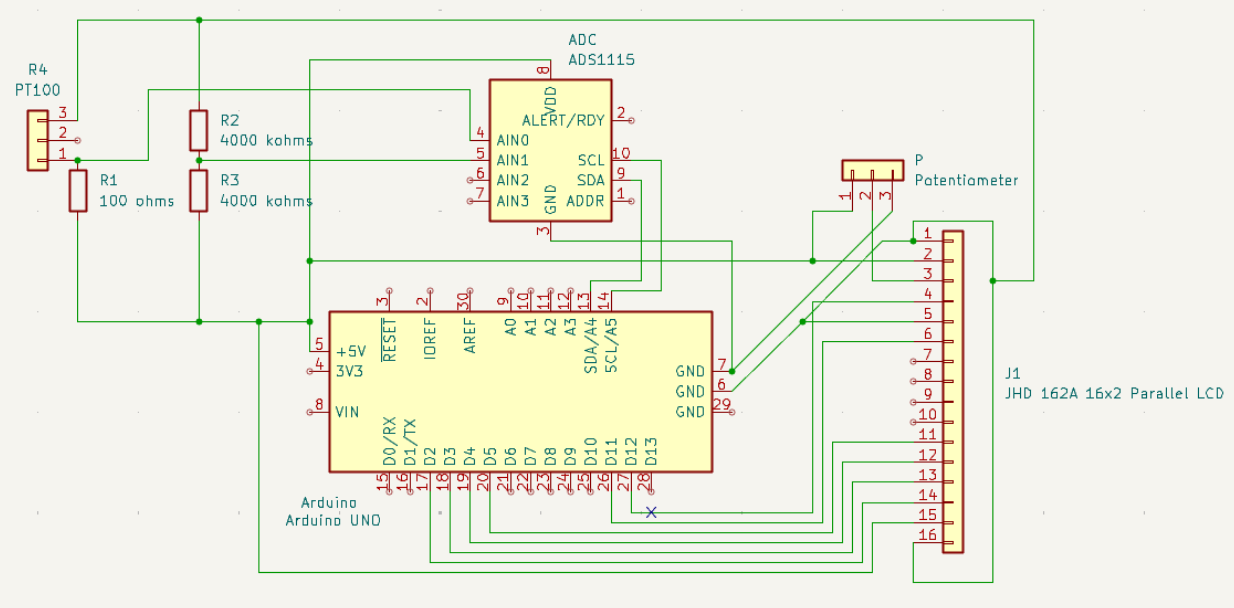 ADC
ADS1115
R4
PT100
3
2
1
R2
4000 kohms
R1
100 ohms
R3
4000 kohms
8
VDD
ALERT/RDY
2
4
AIN0
5
AIN1
SCL
10
6
AIN2
SDA
9
7
AIN3
ADDR
1
GND
3
P
Potentiometer
1
2
3
1
2
3
4
5
6
7
8
9
10
11
12
13
14
15
16
J1
JHD 162A 16x2 Parallel LCD
3
2
30
9
10
11
12
13
14
RESET
IOREF
AREF
A0
A1
A2
A3
SDA/A4
SCL/A5
5
+5V
4
3V3
8
VIN
GND
7
GND
6
GND
29
D0/RX
D1/TX
D2
D3
D4
D5
D6
D7
D8
D9
D10
D11
D12
D13
15
16
17
18
19
20
21
22
23
24
25
26
27
28
Arduino
Arduino UNO